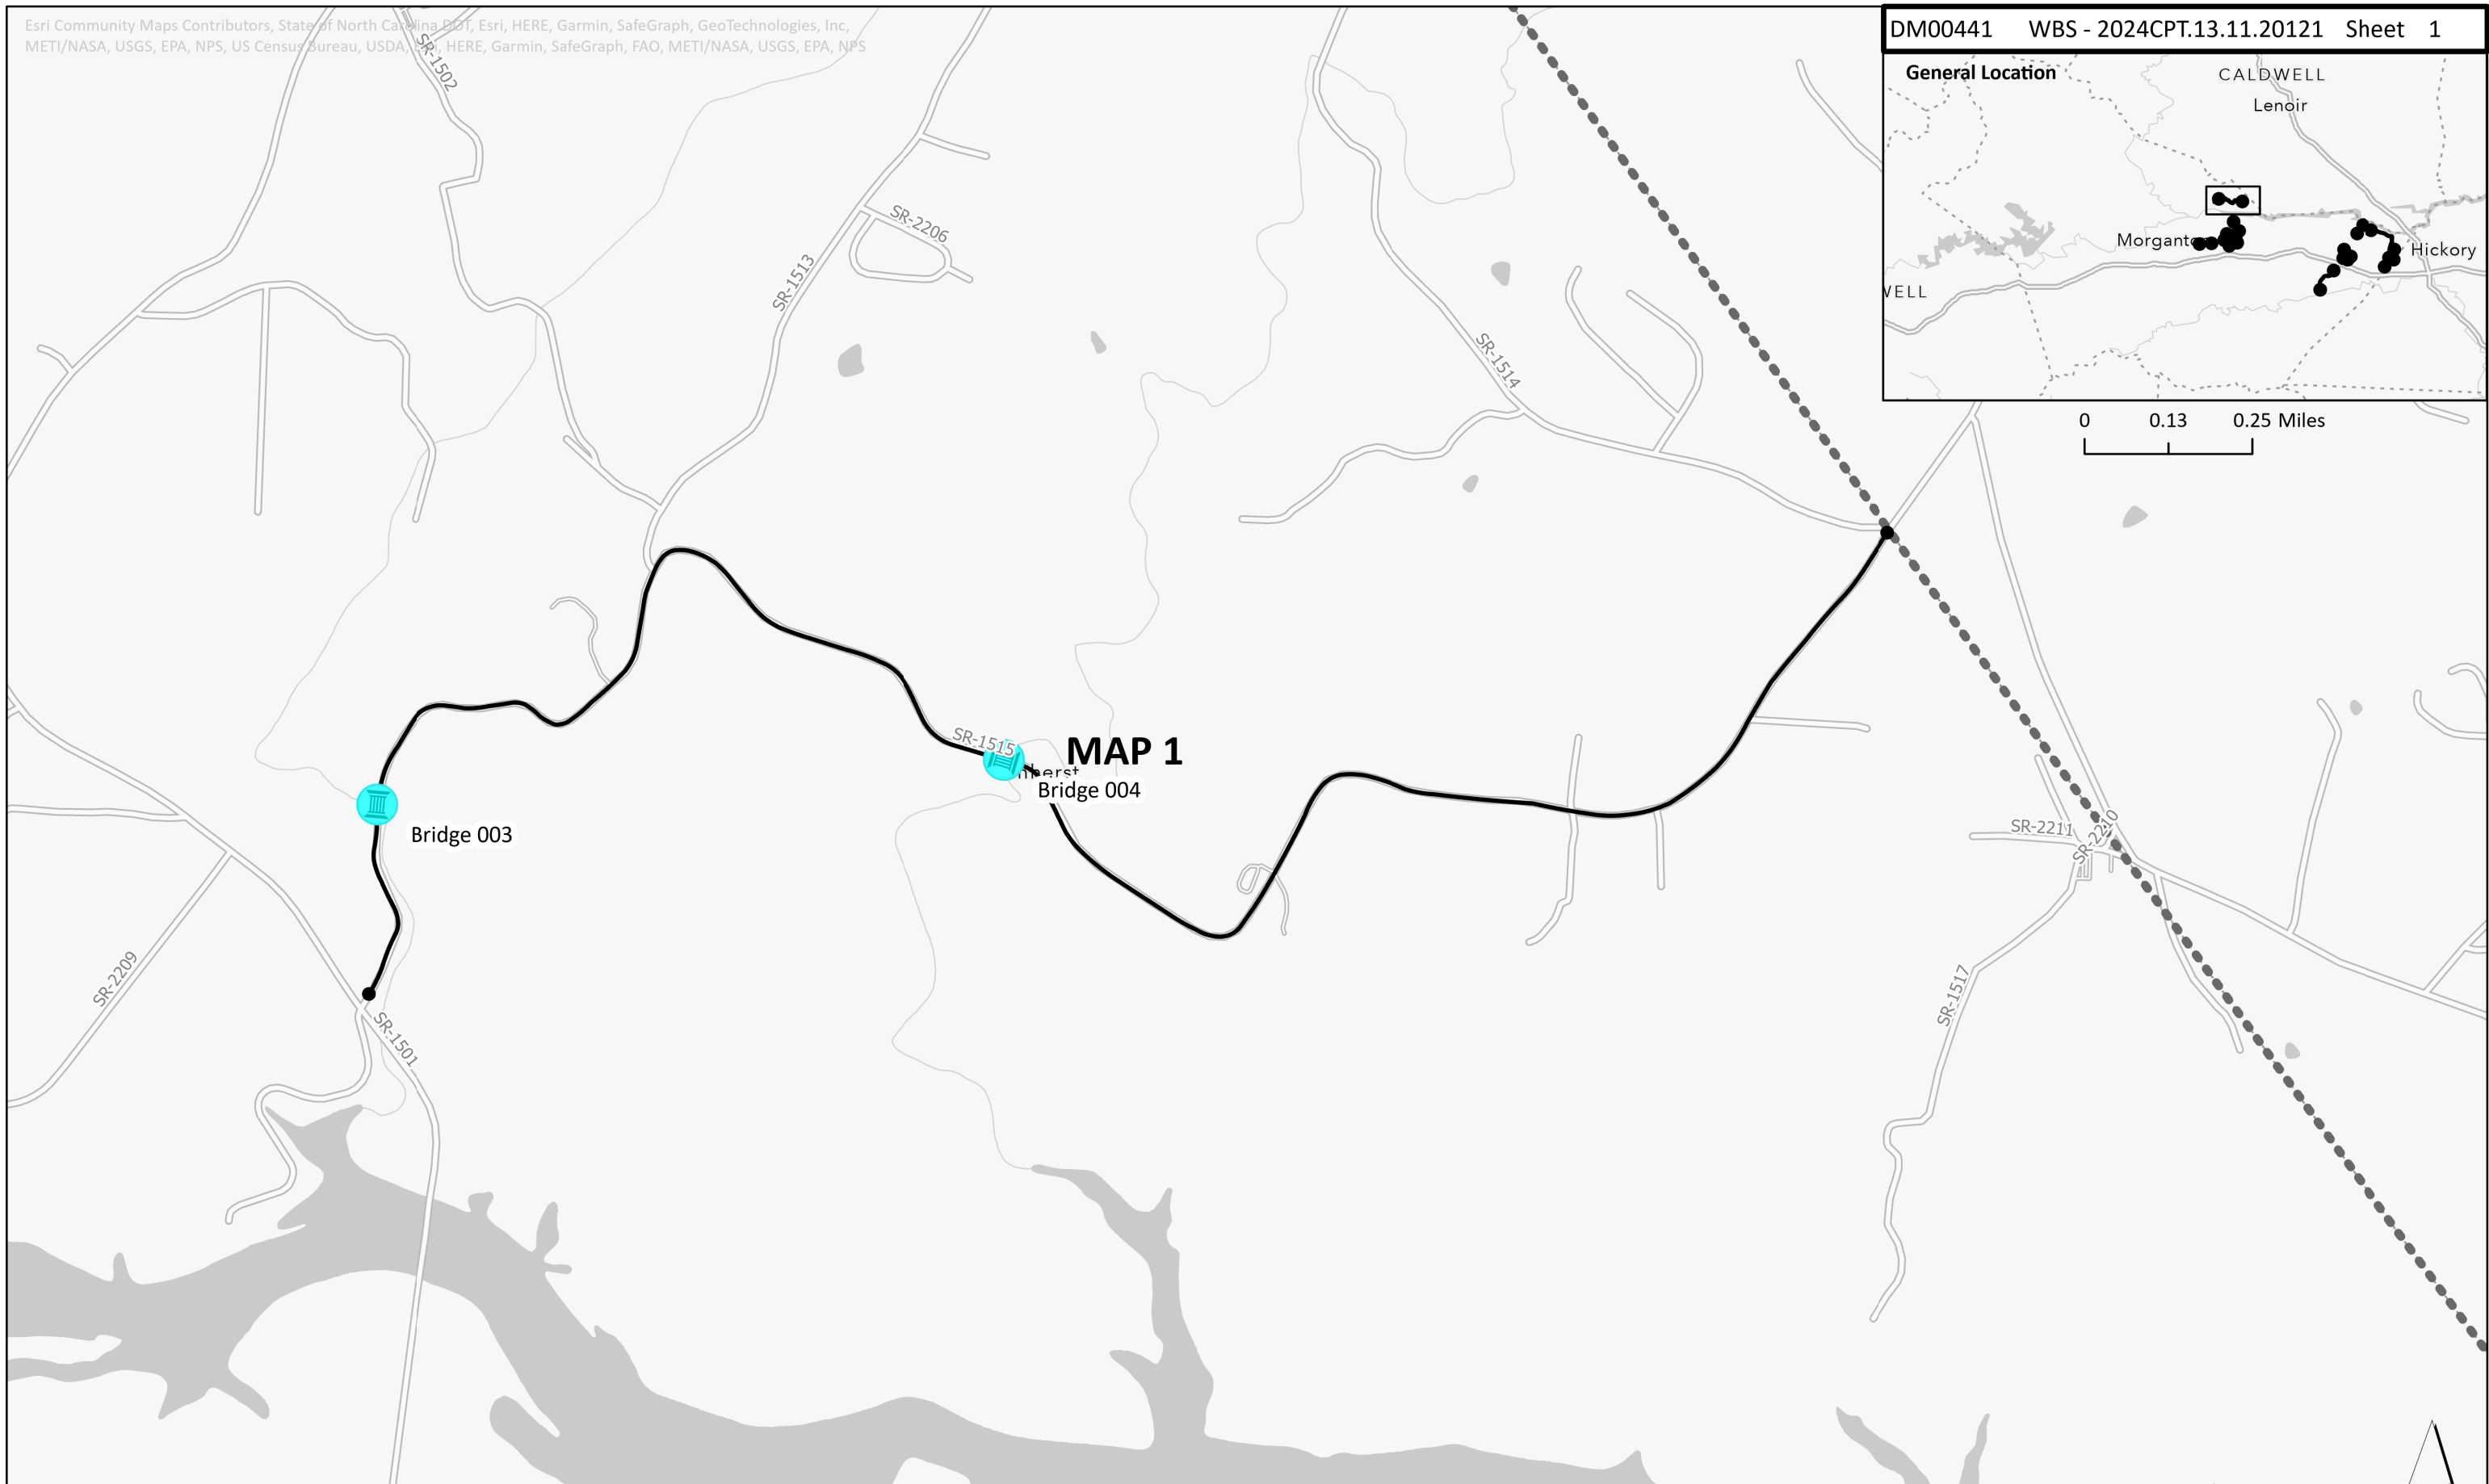 Esri Community Maps Contributors, State of North Carolina DOT, Esri, HERE, Garmin, SafeGraph, GeoTechnologies, Inc,
METI/NASA, USGS, EPA, NPS, US Census Bureau, USDA, Esri, HERE, Garmin, SafeGraph, FAO, METI/NASA, USGS, EPA, NPS
DM00441 WBS - 2024CPT.13.11.20121 Sheet 1
General Location
CALDWELL
Lenoir
Hickory
0 0.13 0.25 Miles
SR-1502
SR-2206
SR-1513
SR-1514
SR-1515
MAP 1
Bridge 004
Bridge 003
SR-2211
SR-2210
SR-2209
SR-1517
SR-1501